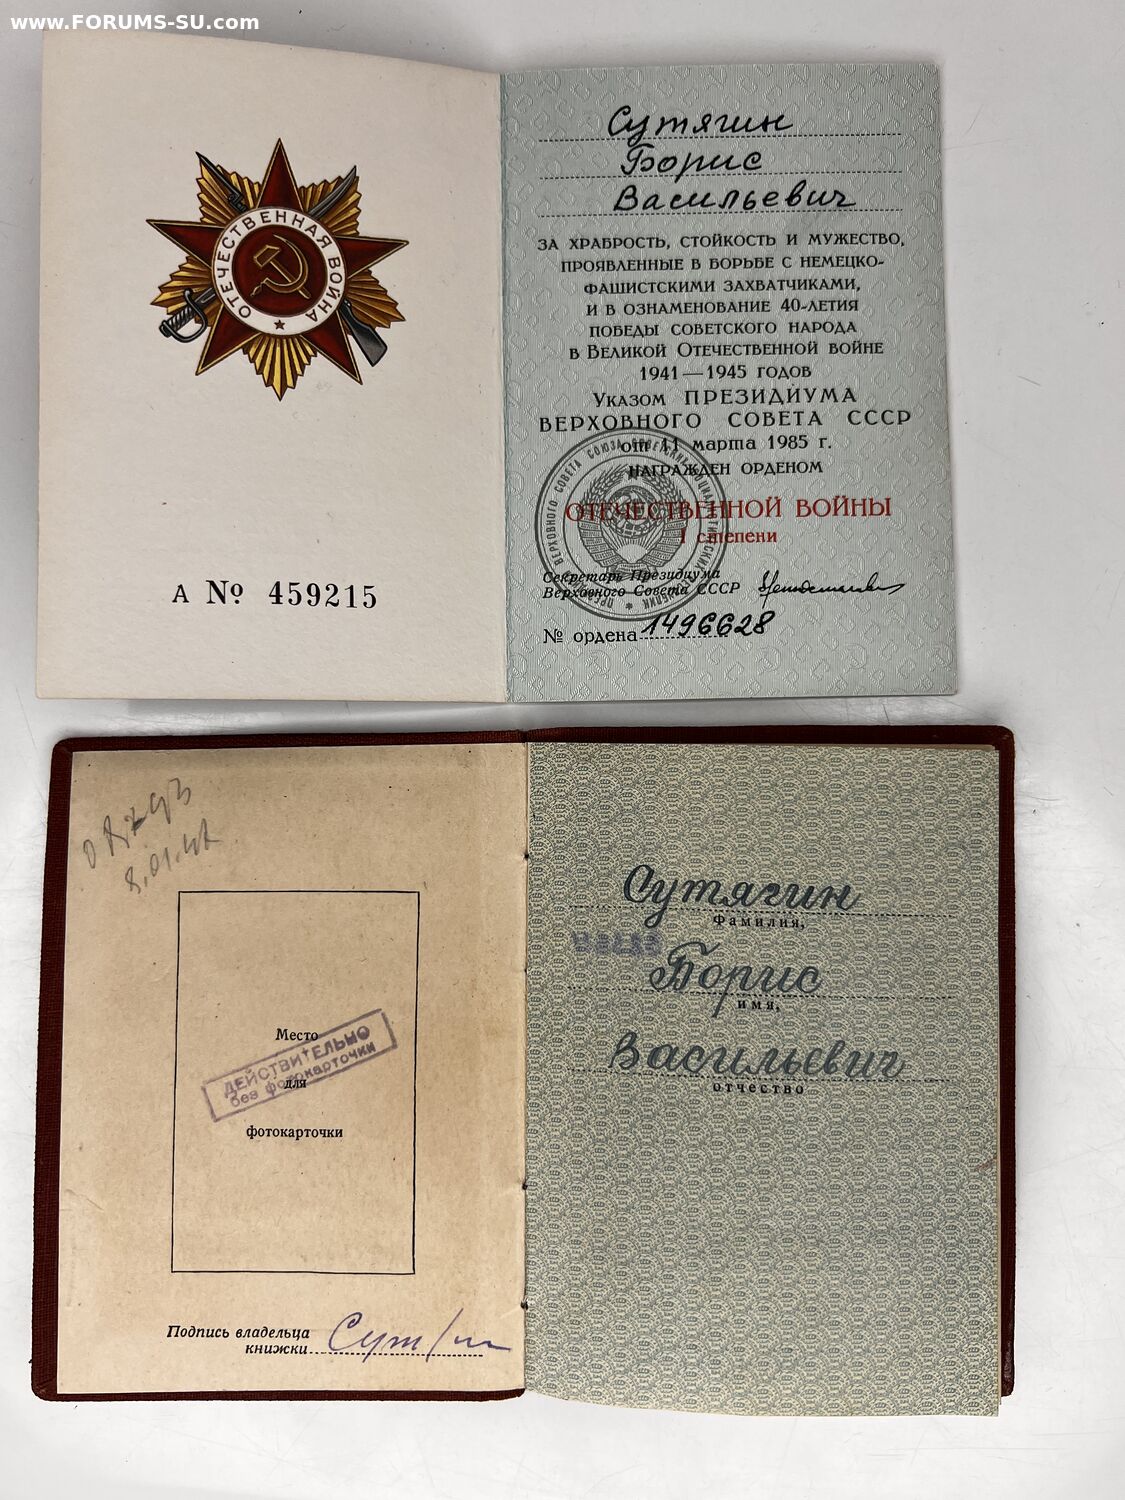 www.FORUMS-SU.com
ОТЕЧЕСТВЕННАЯ ВОЙНА
А № 459215
Сутягин
Борис
Васильевич
ЗА ХРАБРОСТЬ, СТОЙКОСТЬ И МУЖЕСТВО,
ПРОЯВЛЕННЫЕ В БОРЬБЕ С НЕМЕЦКО-
ФАШИСТСКИМИ ЗАХВАТЧИКАМИ,
И В ОЗНАМЕНОВАНИЕ 40-ЛЕТИЯ
ПОБЕДЫ СОВЕТСКОГО НАРОДА
В ВЕЛИКОЙ ОТЕЧЕСТВЕННОЙ ВОЙНЕ
1941—1945 ГОДОВ
УКАЗОМ ПРЕЗИДИУМА
ВЕРХОВНОГО СОВЕТА СССР
от 11 марта 1985 г.
НАГРАЖДЕН ОРДЕНОМ
ОТЕЧЕСТВЕННОЙ ВОЙНЫ
I степени
Секретарь Президиума
Верховного Совета СССР
№ ордена 1496628
8.01.47
Место
для
фотокарточки
ДЕЙСТВИТЕЛЬНО
без фотокарточки
Подпись владельца
книжки
Сутягин
Фамилия,
Борис
имя,
Васильевич
отчество